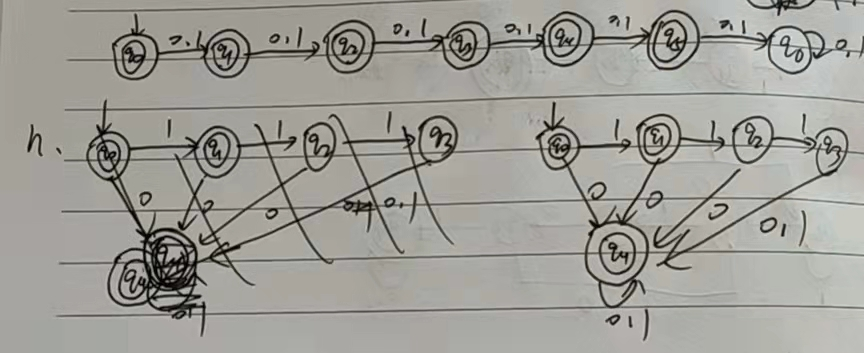 q0 0,1 q1 0,1 q2 0,1 q3 0,1 q4 0,1 q5 0,1 q6 0,1
h. q0 1 q1 1 q2 1 q3 q0 1 q1 1 q2 1 q3
0 0 0 0,1 0 0 0 0,1
q4 q4
0,1 0,1